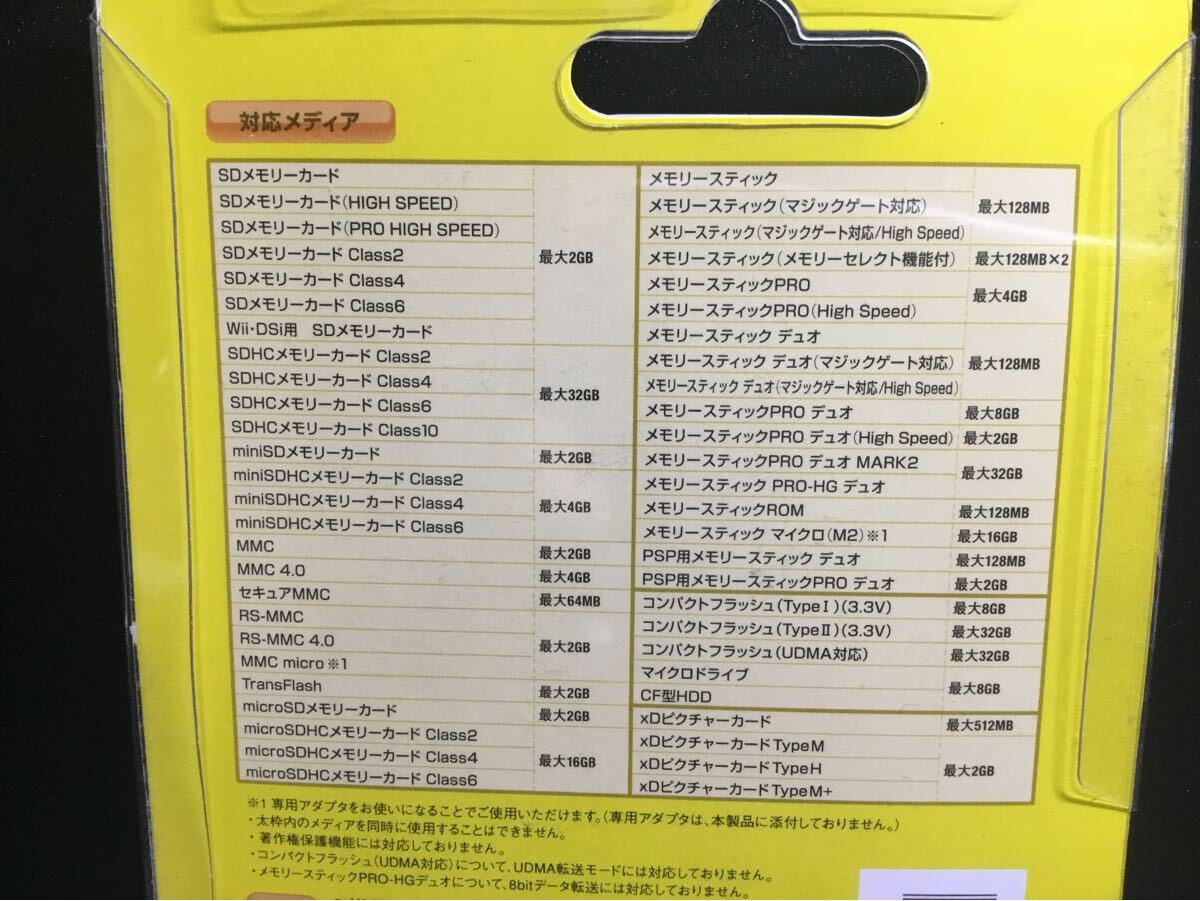 対応メディア
SDメモリーカード
SDメモリーカード(HIGH SPEED)
SDメモリーカード(PRO HIGH SPEED)
SDメモリーカード Class2
SDメモリーカード Class4
SDメモリーカード Class6
Wii・DSi用 SDメモリーカード
最大2GB
SDHCメモリーカード Class2
SDHCメモリーカード Class4
SDHCメモリーカード Class6
SDHCメモリーカード Class10
最大32GB
miniSDメモリーカード 最大2GB
miniSDHCメモリーカード Class2
miniSDHCメモリーカード Class4
miniSDHCメモリーカード Class6
最大4GB
MMC 最大2GB
MMC 4.0 最大4GB
セキュアMMC 最大64MB
RS-MMC
RS-MMC 4.0
MMC micro※1
最大2GB
TransFlash 最大2GB
microSDメモリーカード 最大2GB
microSDHCメモリーカード Class2
microSDHCメモリーカード Class4
microSDHCメモリーカード Class6
最大16GB
メモリースティック
メモリースティック(マジックゲート対応)
メモリースティック(マジックゲート対応/High Speed)
最大128MB
メモリースティック(メモリーセレクト機能付) 最大128MB×2
メモリースティックPRO
メモリースティックPRO(High Speed)
最大4GB
メモリースティック デュオ
メモリースティック デュオ(マジックゲート対応)
メモリースティック デュオ(マジックゲート対応/High Speed)
最大128MB
メモリースティックPRO デュオ 最大8GB
メモリースティックPRO デュオ(High Speed) 最大2GB
メモリースティックPRO デュオ MARK2
メモリースティック PRO-HG デュオ
最大32GB
メモリースティックROM 最大128MB
メモリースティック マイクロ(M2)※1 最大16GB
PSP用メモリースティック デュオ 最大128MB
PSP用メモリースティックPRO デュオ 最大2GB
コンパクトフラッシュ(TypeⅠ)(3.3V) 最大8GB
コンパクトフラッシュ(TypeⅡ)(3.3V) 最大32GB
コンパクトフラッシュ(UDMA対応) 最大32GB
マイクロドライブ
CF型HDD
最大8GB
xDピクチャーカード 最大512MB
xDピクチャーカードTypeM
xDピクチャーカードTypeH
xDピクチャーカードTypeM+
最大2GB
※1 専用アダプタをお使いになることでご使用いただけます。(専用アダプタは、本製品に添付しておりません。)
・太枠内のメディアを同時に使用することはできません。
・著作権保護機能には対応しておりません。
・コンパクトフラッシュ(UDMA対応)について、UDMA転送モードには対応しておりません。
・メモリースティックPRO-HGデュオについて、8bitデータ転送には対応しておりません。